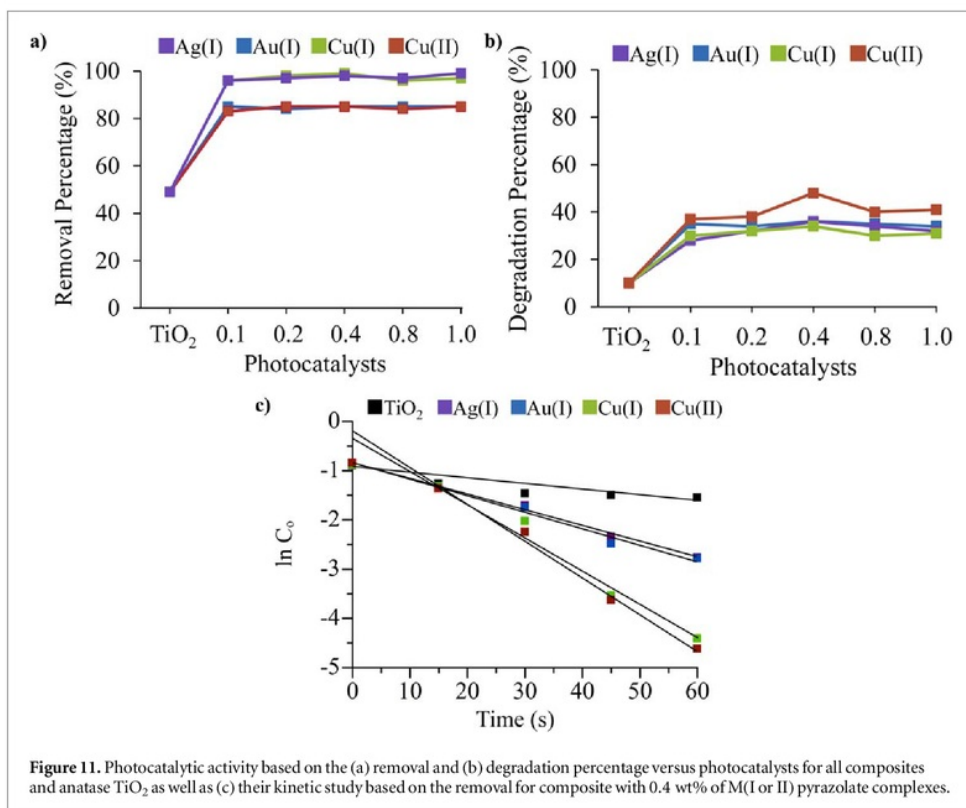 a)
Ag(I) Au(I) Cu(I) Cu(II)
Removal Percentage (%)
100
80
60
40
20
0
TiO₂ 0.1 0.2 0.4 0.8 1.0
Photocatalysts
b)
Ag(I) Au(I) Cu(I) Cu(II)
Degradation Percentage (%)
100
80
60
40
20
0
TiO₂ 0.1 0.2 0.4 0.8 1.0
Photocatalysts
c)
TiO₂ Ag(I) Au(I) Cu(I) Cu(II)
ln Cₒ
0
-1
-2
-3
-4
-5
0 10 20 30 40 50 60
Time (s)
Figure 11. Photocatalytic activity based on the (a) removal and (b) degradation percentage versus photocatalysts for all composites
and anatase TiO₂ as well as (c) their kinetic study based on the removal for composite with 0.4 wt% of M(I or II) pyrazolate complexes.